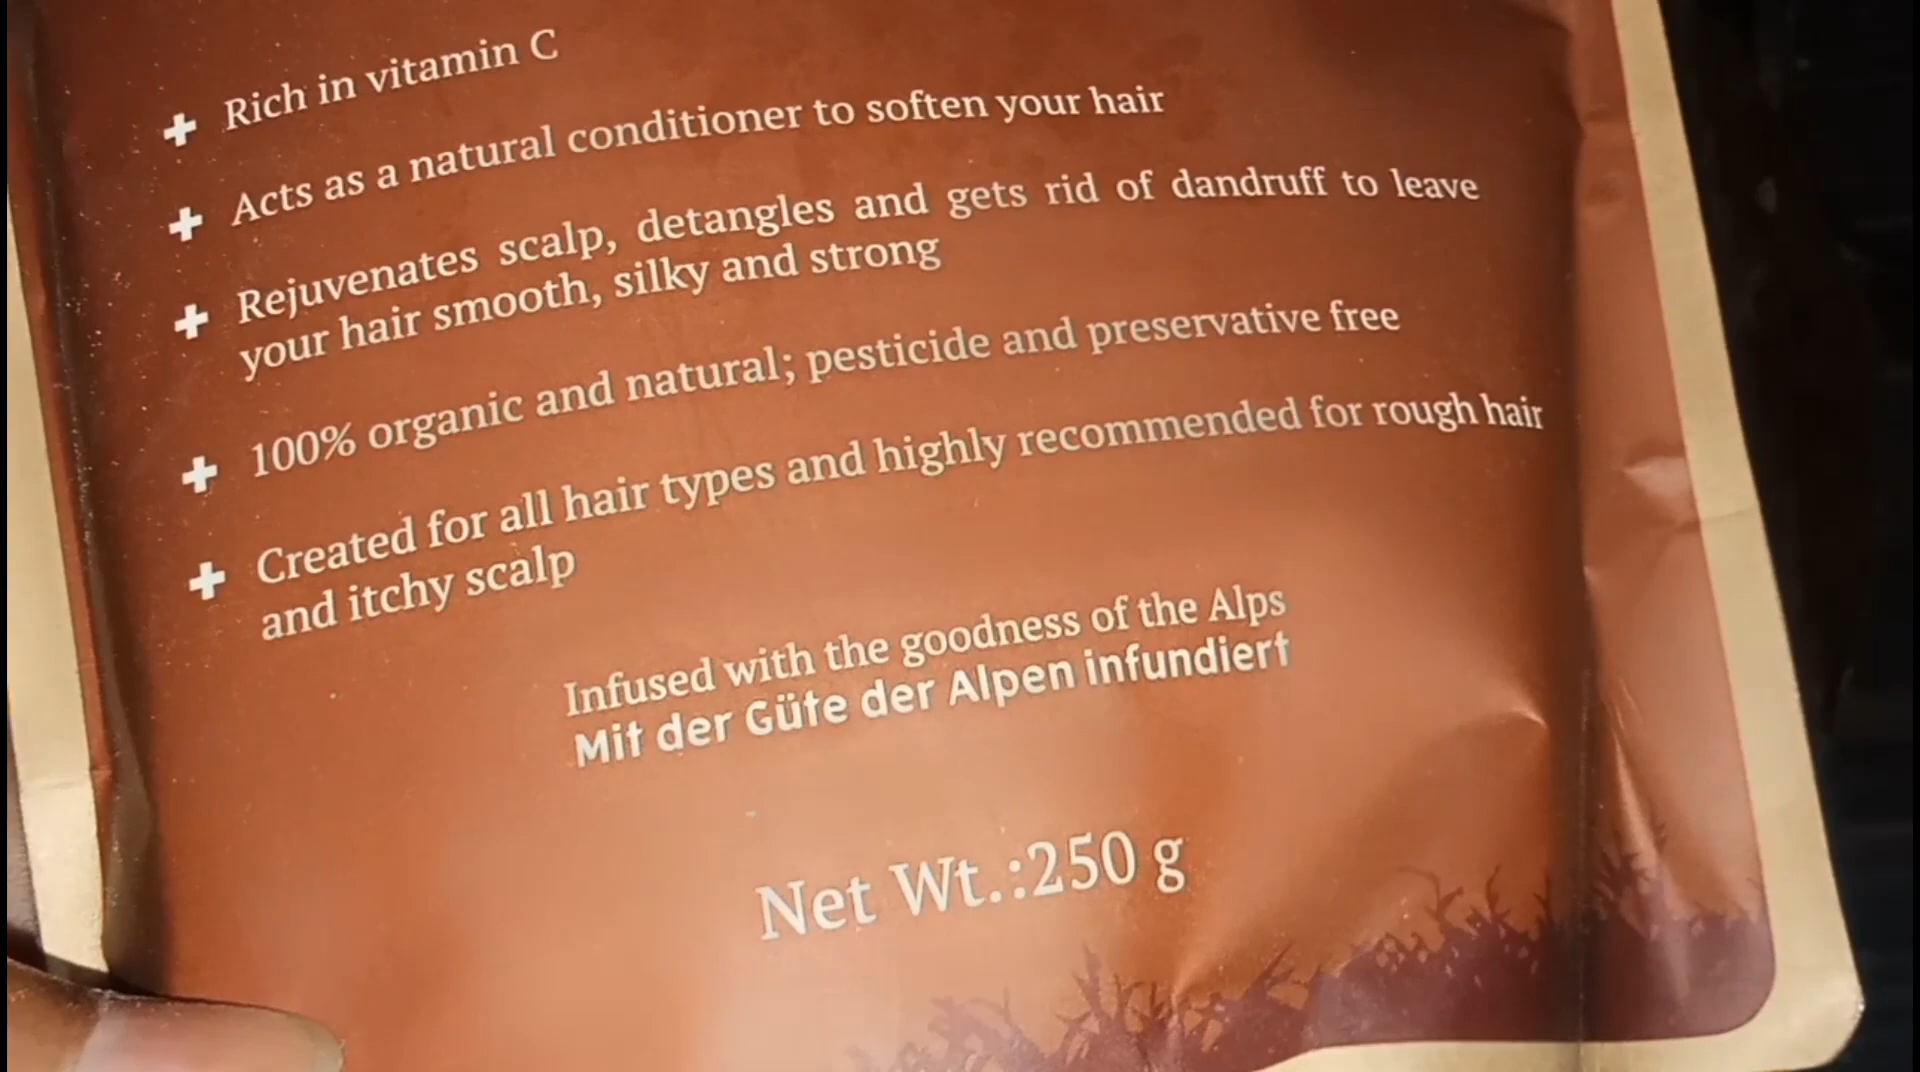 + Rich in vitamin C
+ Acts as a natural conditioner to soften your hair
+ Rejuvenates scalp, detangles and gets rid of dandruff to leave
your hair smooth, silky and strong
+ 100% organic and natural; pesticide and preservative free
+ Created for all hair types and highly recommended for rough hair
and itchy scalp
Infused with the goodness of the Alps
Mit der Güte der Alpen infundiert
Net Wt.:250 g